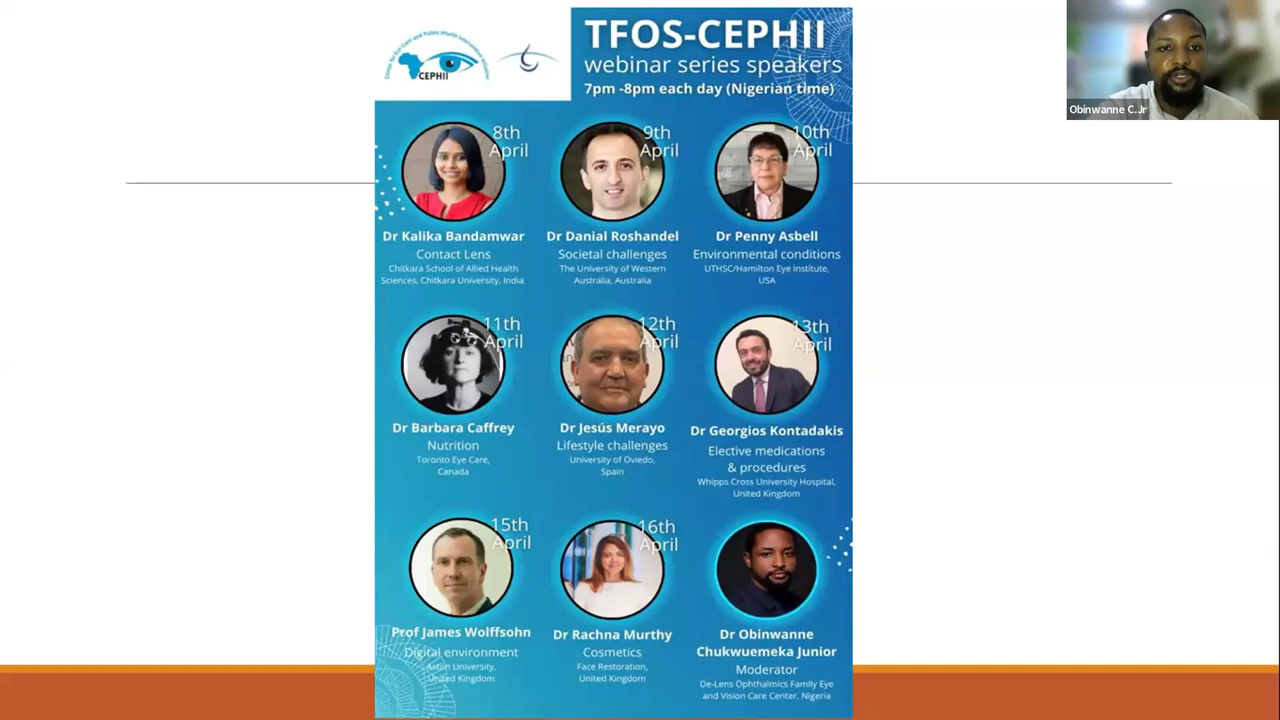 CEPHII
TFOS-CEPHII
webinar series speakers
7pm -8pm each day (Nigerian time)
Obinwanne C.Jr
8th
April
Dr Kalika Bandamwar
Contact Lens
Chitkara School of Allied Health
Sciences, Chitkara University, India.
9th
April
Dr Danial Roshandel
Societal challenges
The University of Western
Australia, Australia
10th
April
Dr Penny Asbell
Environmental conditions
UTHSC/Hamilton Eye Institute,
USA
11th
April
Dr Barbara Caffrey
Nutrition
Toronto Eye Care,
Canada
12th
April
Dr Jesús Merayo
Lifestyle challenges
University of Oviedo,
Spain
13th
April
Dr Georgios Kontadakis
Elective medications
& procedures
Whipps Cross University Hospital,
United Kingdom
15th
April
Prof James Wolffsohn
Digital environment
Aston University,
United Kingdom
16th
April
Dr Rachna Murthy
Cosmetics
Face Restoration,
United Kingdom
Dr Obinwanne
Chukwuemeka Junior
Moderator
De-Lens Ophthalmics Family Eye
and Vision Care Center, Nigeria